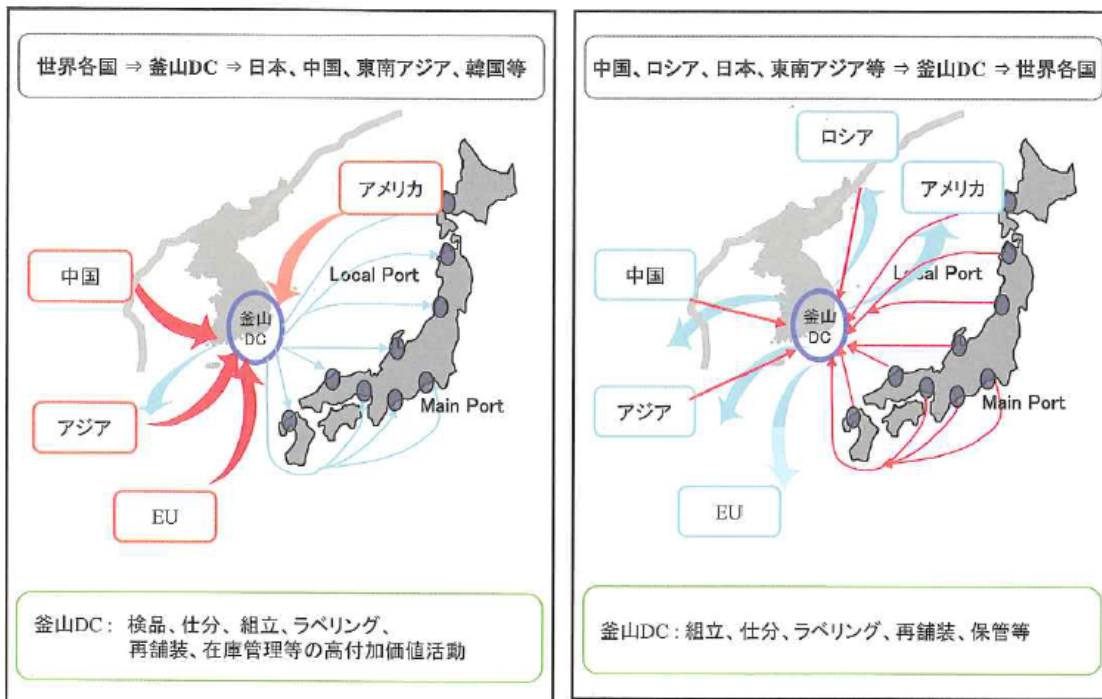 世界各国 ⇒ 釜山DC ⇒ 日本、中国、東南アジア、韓国等
アメリカ
中国
Local Port
釜山
DC
アジア
Main Port
EU
釜山DC： 検品、仕分、組立、ラベリング、
再舗装、在庫管理等の高付加価値活動
中国、ロシア、日本、東南アジア等 ⇒ 釜山DC ⇒ 世界各国
ロシア
アメリカ
中国
Local Port
釜山
DC
アジア
Main Port
EU
釜山DC：組立、仕分、ラベリング、再舗装、保管等